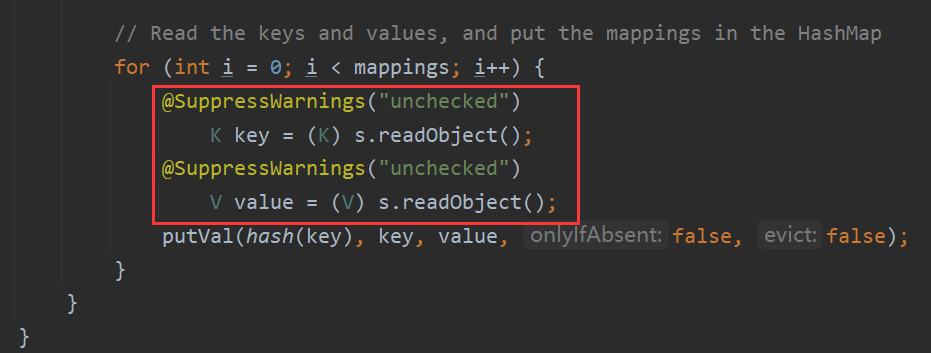 // Read the keys and values, and put the mappings in the HashMap
for (int i = 0; i < mappings; i++) {
@SuppressWarnings("unchecked")
K key = (K) s.readObject();
@SuppressWarnings("unchecked")
V value = (V) s.readObject();
putVal(hash(key), key, value, onlyIfAbsent: false, evict: false);
}
}
}